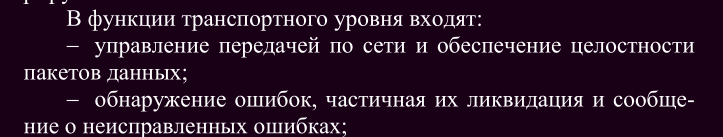 В функции транспортного уровня входят:
– управление передачей по сети и обеспечение целостности
пакетов данных;
– обнаружение ошибок, частичная их ликвидация и сообще-
ние о неисправленных ошибках;